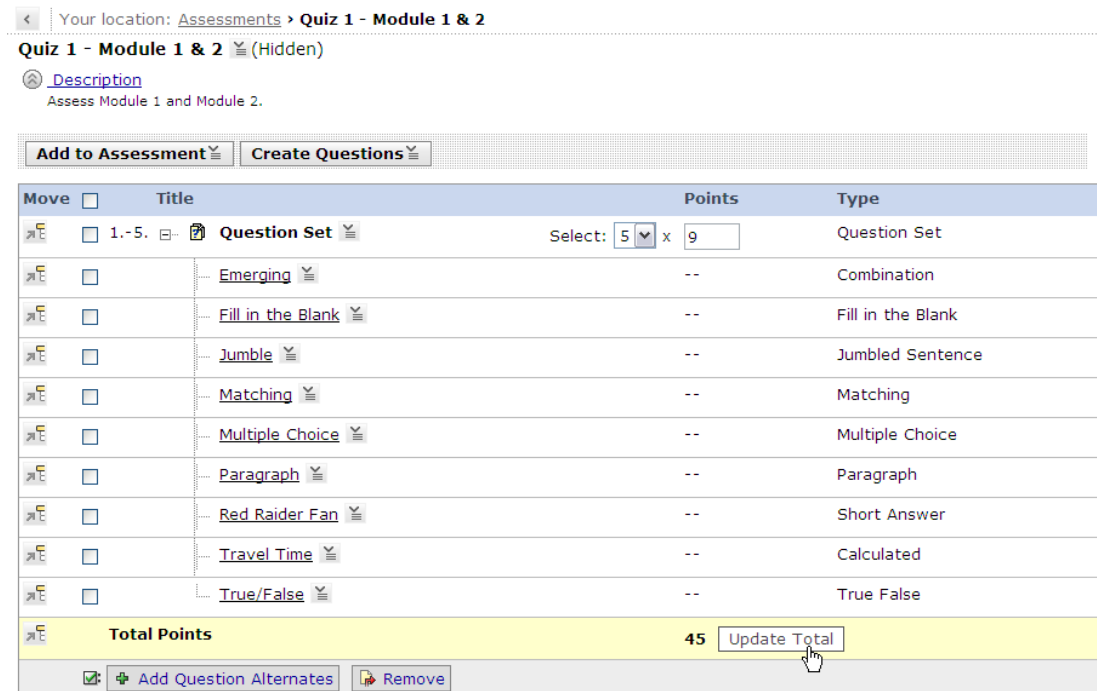 Your location: Assessments › Quiz 1 - Module 1 & 2
Quiz 1 - Module 1 & 2 (Hidden)
Description
Assess Module 1 and Module 2.
Add to Assessment Create Questions
Move Title Points Type
1.-5. Question Set Select: 5 x 9 Question Set
Emerging -- Combination
Fill in the Blank -- Fill in the Blank
Jumble -- Jumbled Sentence
Matching -- Matching
Multiple Choice -- Multiple Choice
Paragraph -- Paragraph
Red Raider Fan -- Short Answer
Travel Time -- Calculated
True/False -- True False
Total Points 45 Update Total
: Add Question Alternates Remove